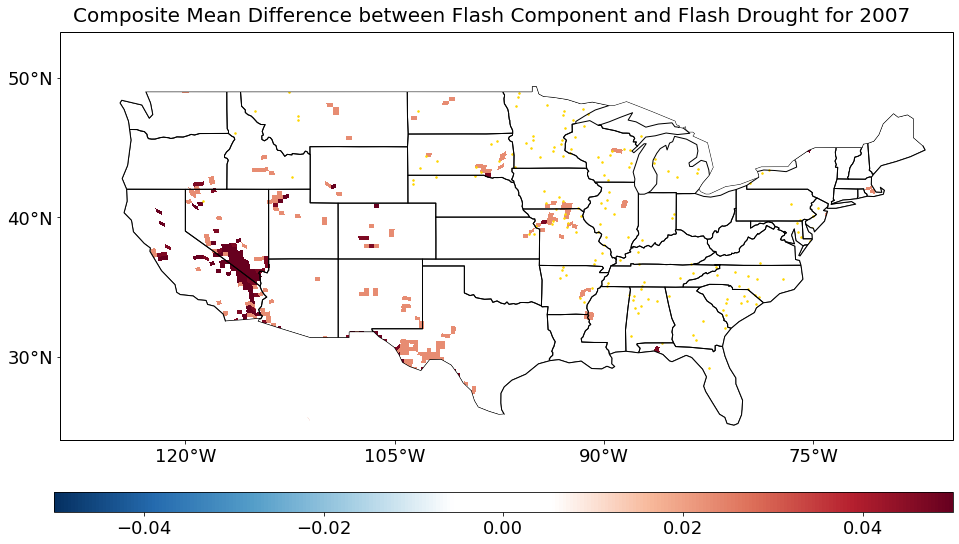 Composite Mean Difference between Flash Component and Flash Drought for 2007
50°N
40°N
30°N
120°W 105°W 90°W 75°W
−0.04 −0.02 0.00 0.02 0.04